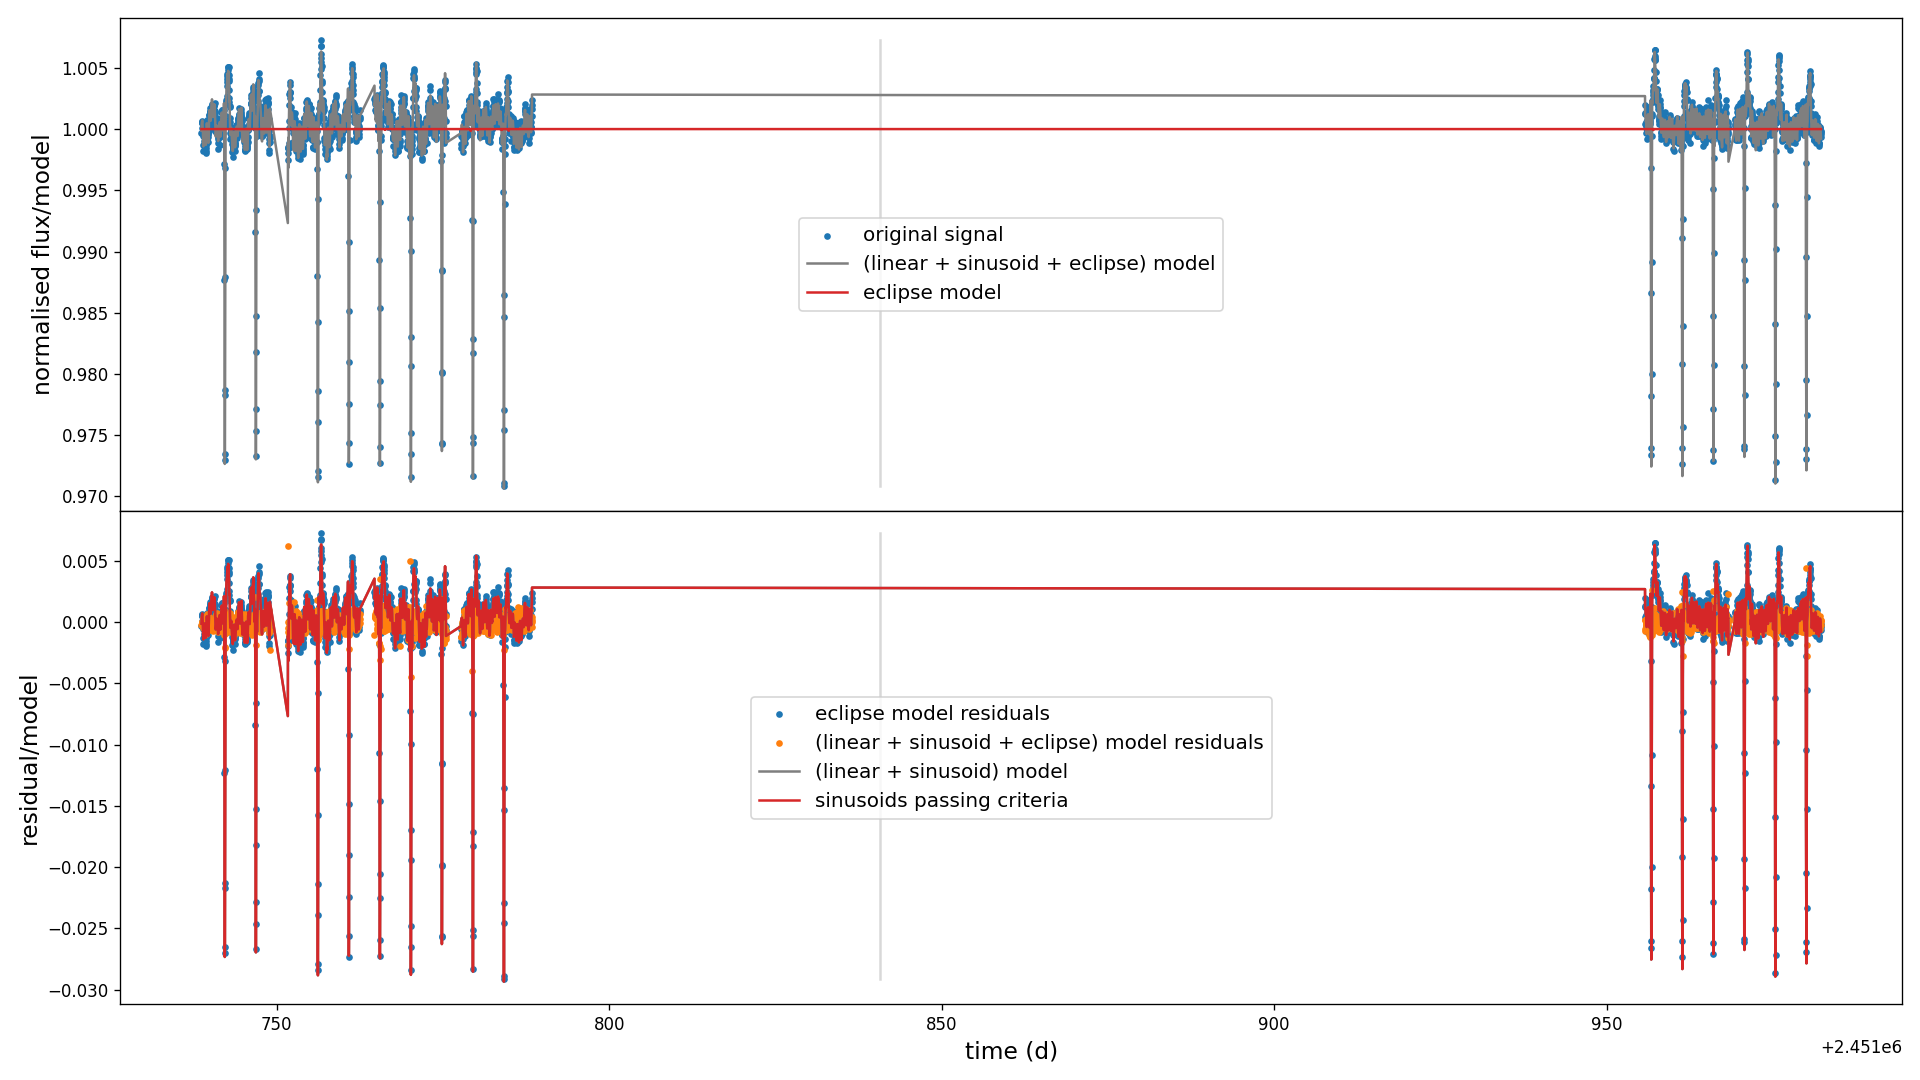 normalised flux/model
1.005
1.000
0.995
0.990
0.985
0.980
0.975
0.970
original signal
(linear + sinusoid + eclipse) model
eclipse model
residual/model
0.005
0.000
−0.005
−0.010
−0.015
−0.020
−0.025
−0.030
eclipse model residuals
(linear + sinusoid + eclipse) model residuals
(linear + sinusoid) model
sinusoids passing criteria
750
800
850
900
950
time (d)
+2.451e6